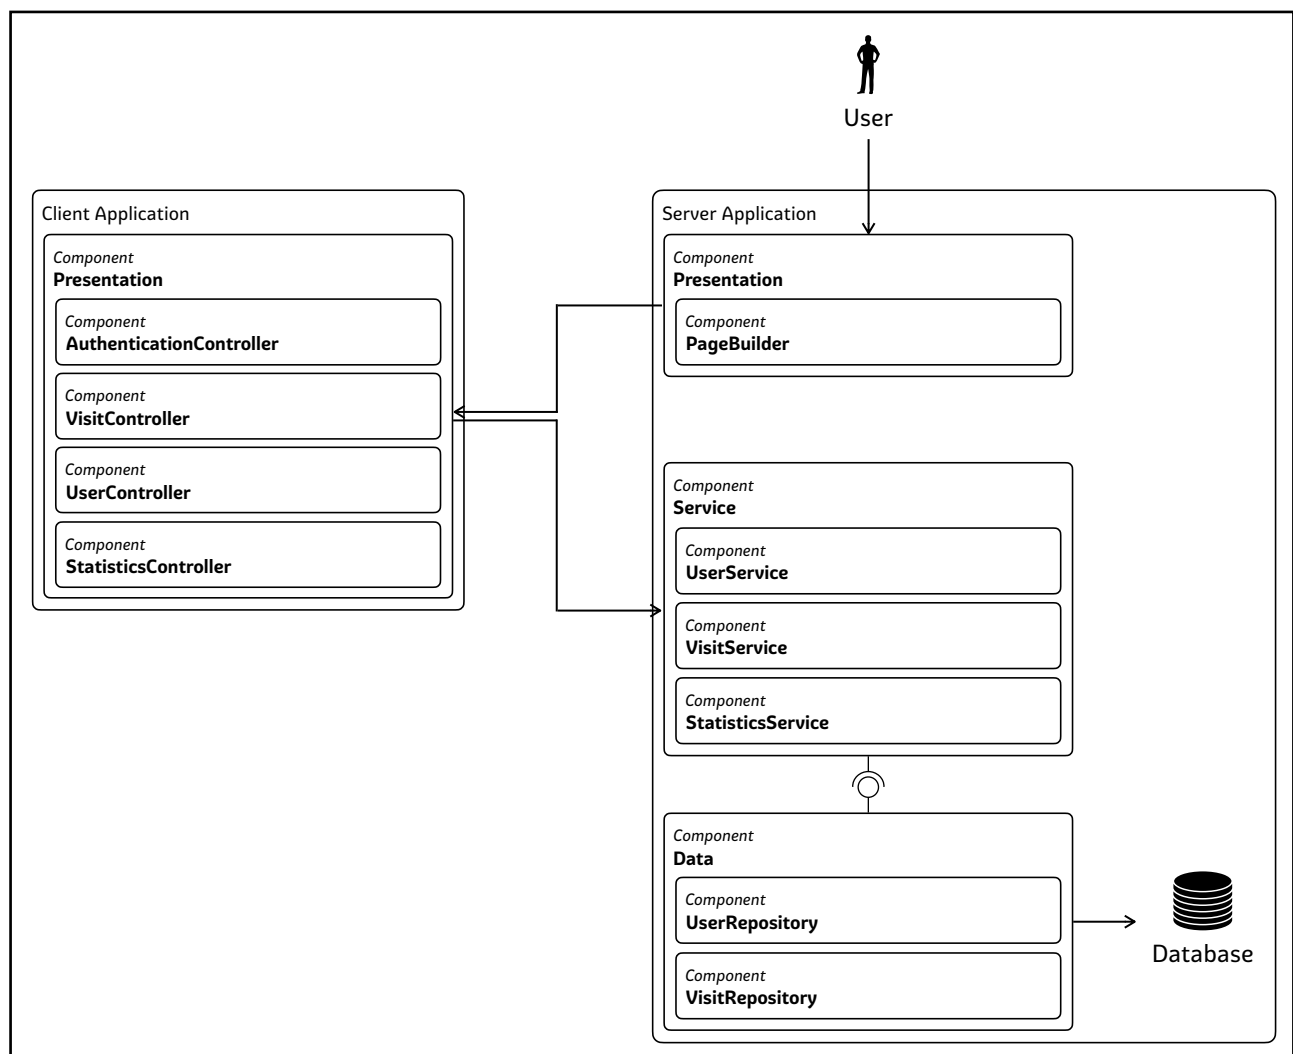 User
Client Application
Component
Presentation
Component
AuthenticationController
Component
VisitController
Component
UserController
Component
StatisticsController
Server Application
Component
Presentation
Component
PageBuilder
Component
Service
Component
UserService
Component
VisitService
Component
StatisticsService
Component
Data
Component
UserRepository
Component
VisitRepository
Database